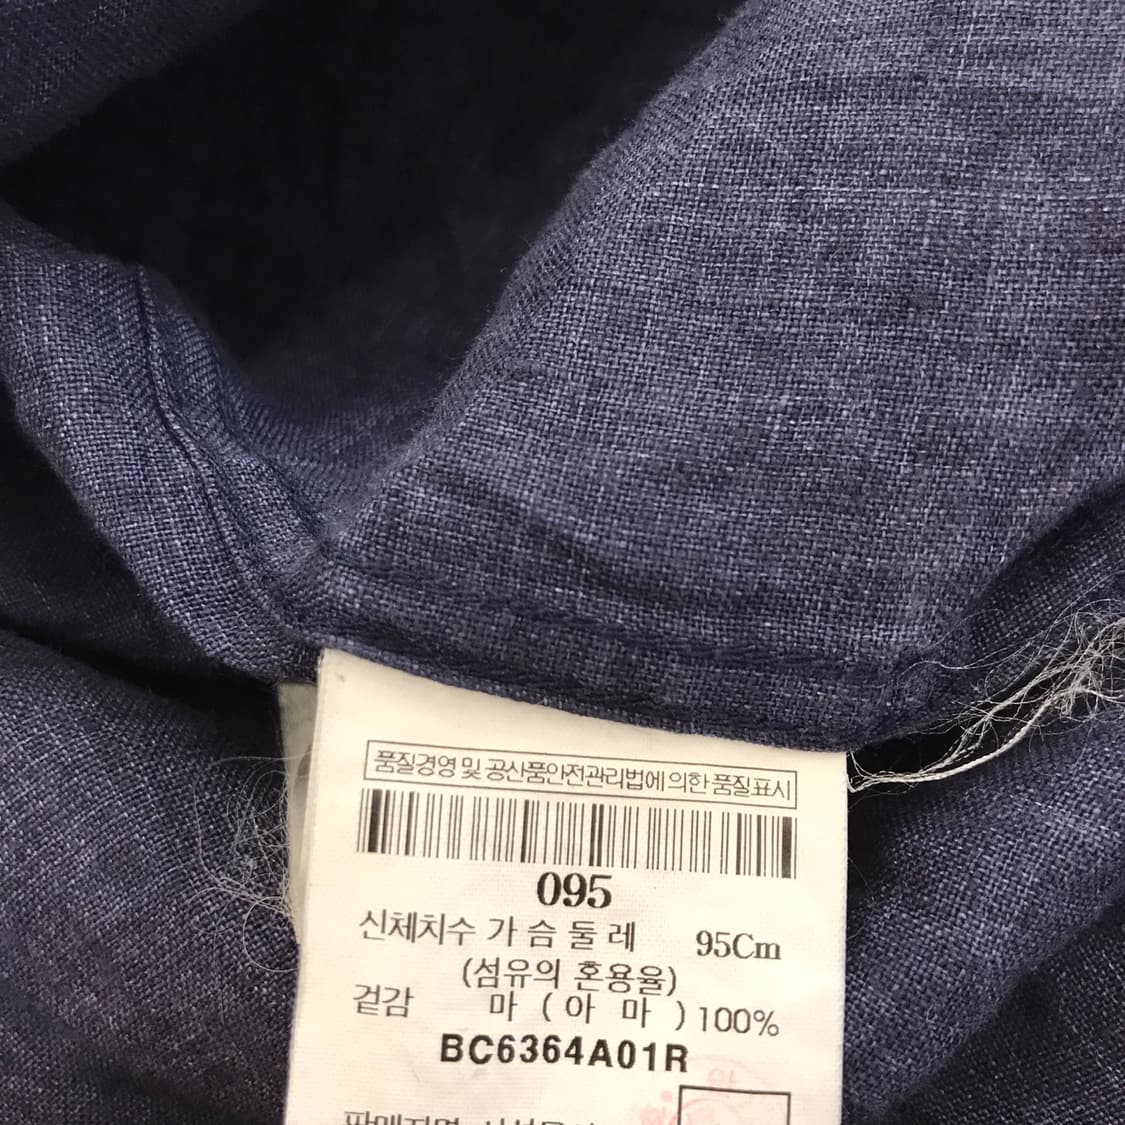 품질경영 및 공산품안전관리법에 의한 품질표시
095
신체치수 가슴둘레 95Cm
(섬유의 혼용율)
겉감 마 (아마) 100%
BC6364A01R